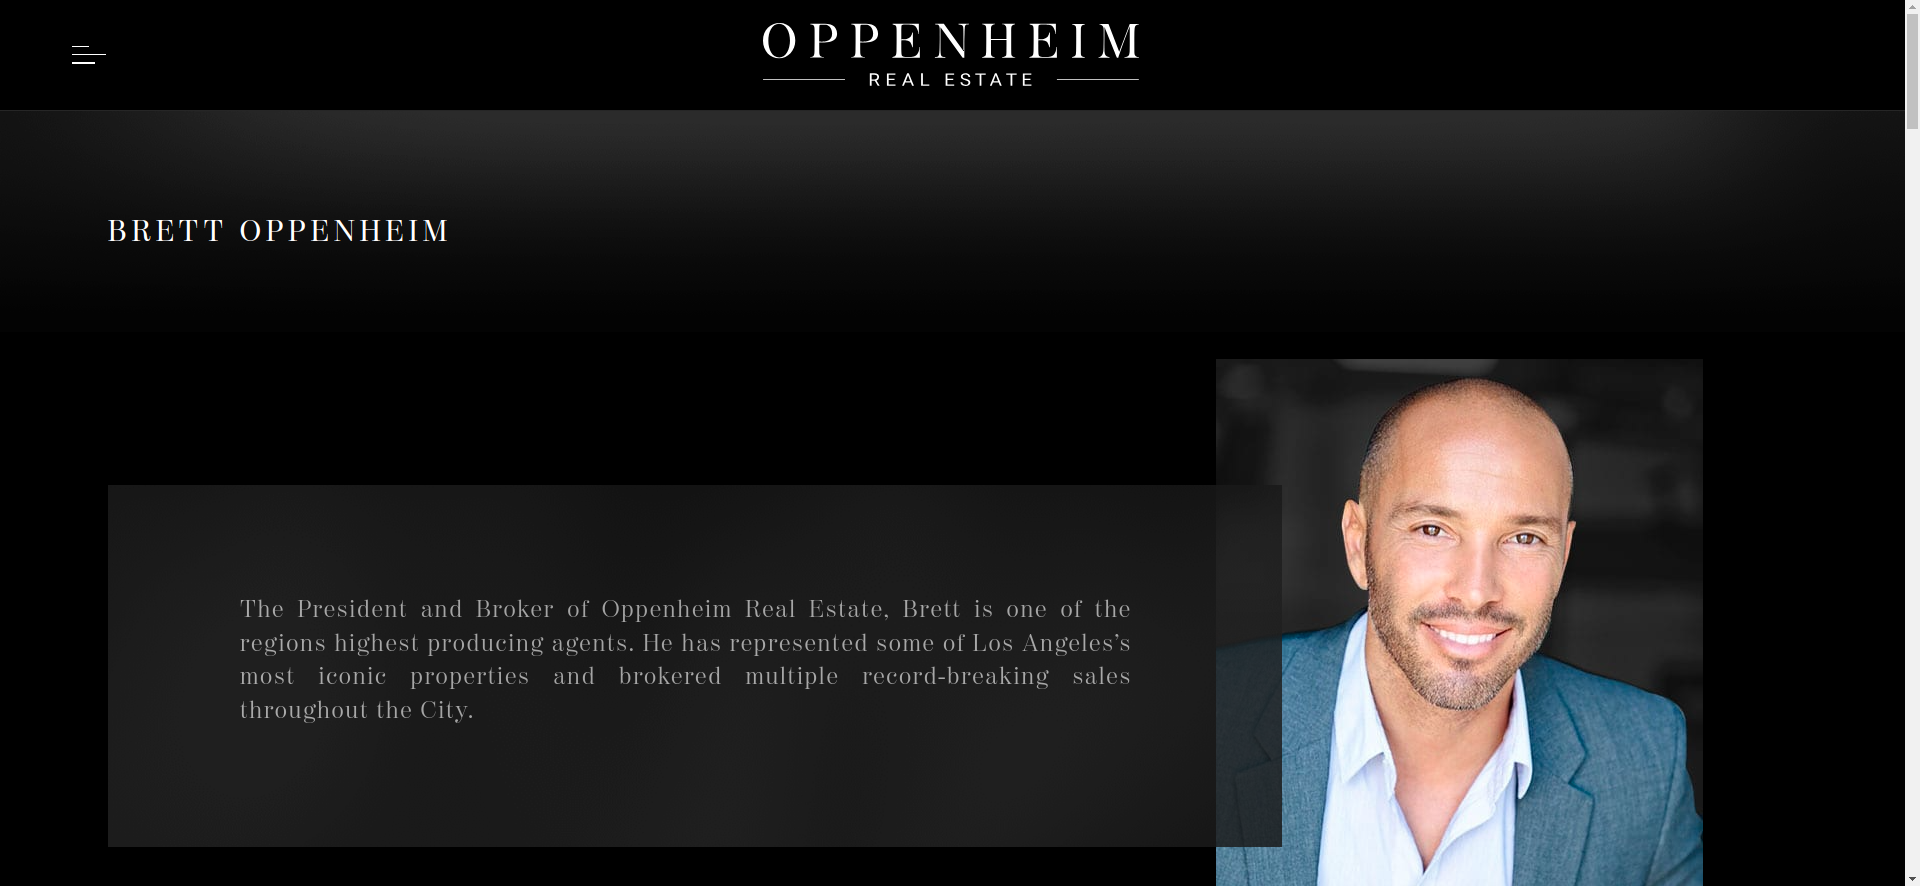 OPPENHEIM
REAL ESTATE
BRETT OPPENHEIM
The President and Broker of Oppenheim Real Estate, Brett is one of the
regions highest producing agents. He has represented some of Los Angeles’s
most iconic properties and brokered multiple record-breaking sales
throughout the City.